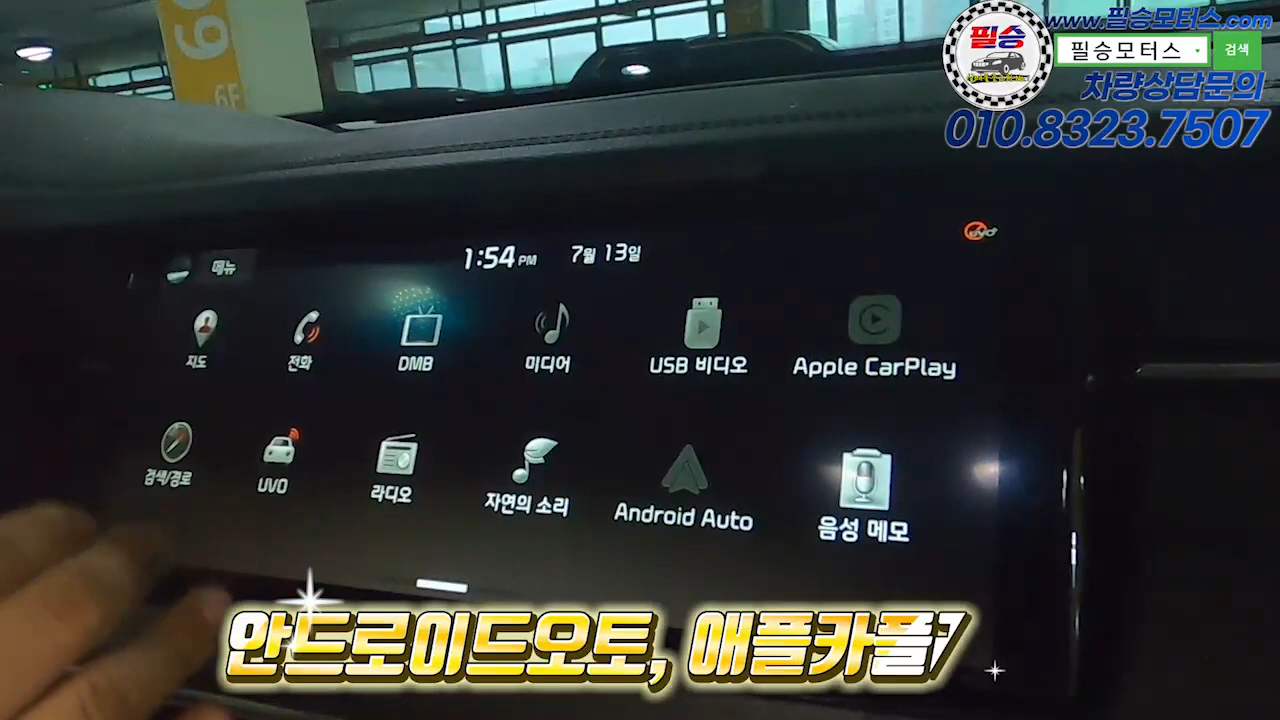 www.필승모터스.com
필승
필승모터스
검색
차량상담문의
010.8323.7507
6F
메뉴
1:54 PM 7월 13일
UVO
지도
전화
DMB
미디어
USB 비디오
Apple CarPlay
검색/경로
UVO
라디오
자연의 소리
Android Auto
음성 메모
안드로이드오토, 애플카플